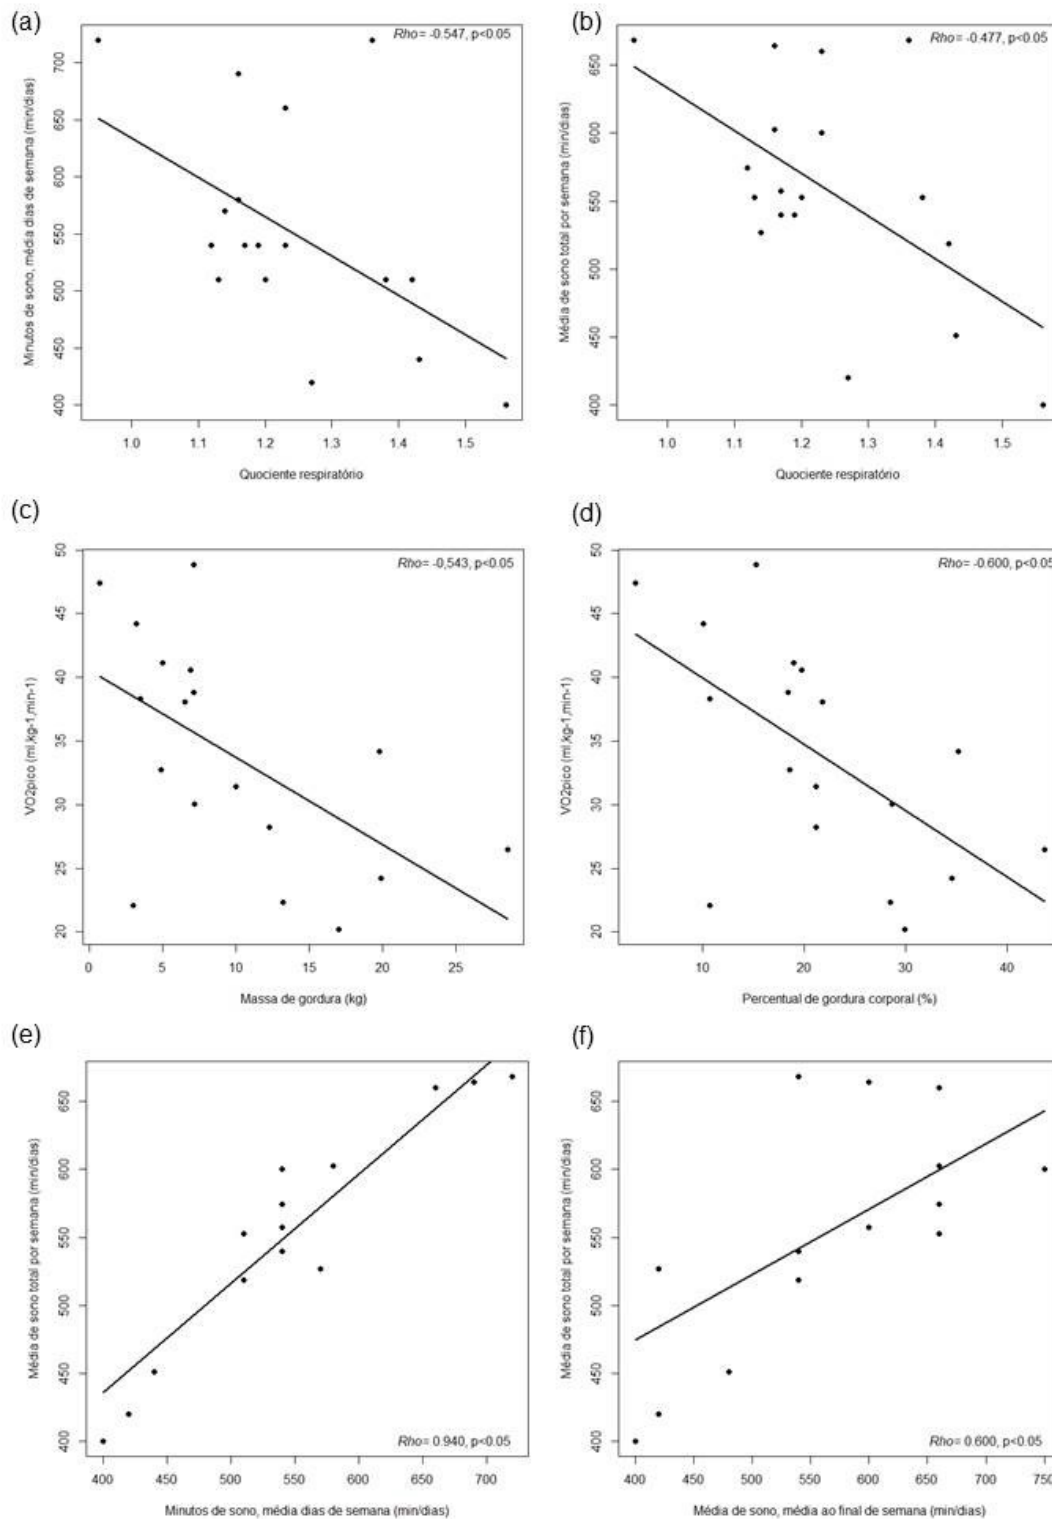 (a)
Rho= -0.547, p<0.05
Minutos de sono, média dias de semana (min/dias)
700
650
600
550
500
450
400
1.0 1.1 1.2 1.3 1.4 1.5
Quociente respiratório
(b)
Rho= -0.477, p<0.05
Média de sono total por semana (min/dias)
650
600
550
500
450
400
1.0 1.1 1.2 1.3 1.4 1.5
Quociente respiratório
(c)
Rho= -0,543, p<0.05
VO2pico (ml,kg-1,min-1)
50
45
40
35
30
25
20
0 5 10 15 20 25
Massa de gordura (kg)
(d)
Rho= -0.600, p<0.05
VO2pico (ml,kg-1,min-1)
50
45
40
35
30
25
20
10 20 30 40
Percentual de gordura corporal (%)
(e)
Média de sono total por semana (min/dias)
650
600
550
500
450
400
Rho= 0.940, p<0.05
400 450 500 550 600 650 700
Minutos de sono, média dias de semana (min/dias)
(f)
Média de sono total por semana (min/dias)
650
600
550
500
450
400
Rho= 0.600, p<0.05
400 450 500 550 600 650 700 750
Média de sono, média ao final de semana (min/dias)